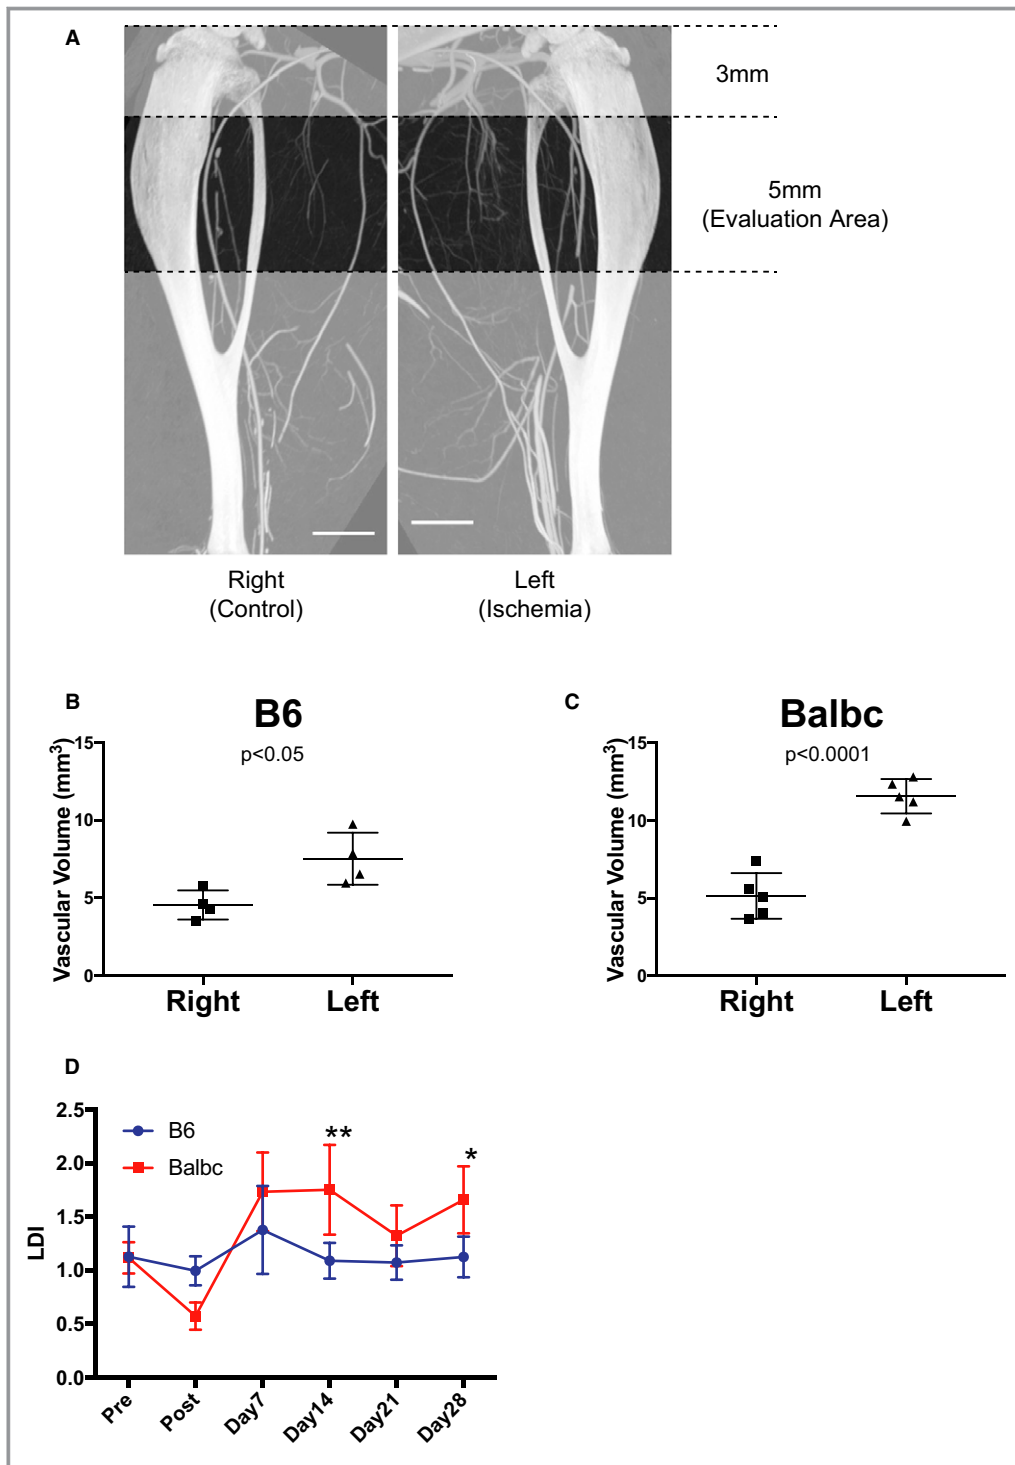 A
3mm
5mm
(Evaluation Area)
Right
(Control)
Left
(Ischemia)
B
B6
p<0.05
Vascular Volume (mm³)
15
10
5
0
Right
Left
C
Balbc
p<0.0001
Vascular Volume (mm³)
15
10
5
0
Right
Left
D
B6
Balbc
**
*
LDI
2.5
2.0
1.5
1.0
0.5
0.0
Pre
Post
Day7
Day14
Day21
Day28